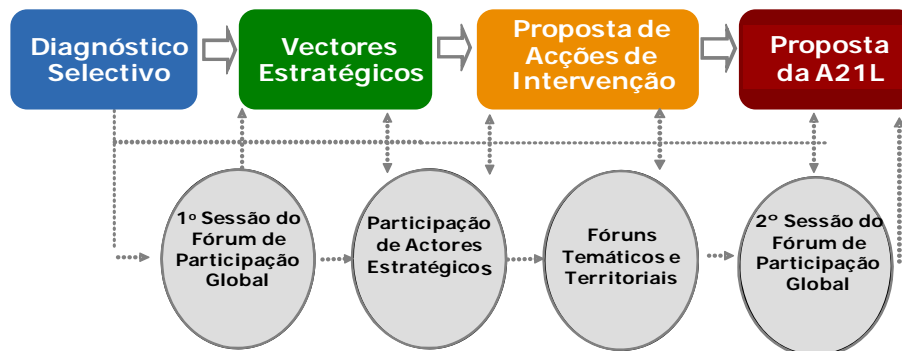 Diagnóstico
Selectivo
Vectores
Estratégicos
Proposta de
Acções de
Intervenção
Proposta
da A21L
1º Sessão do
Fórum de
Participação
Global
Participação
de Actores
Estratégicos
Fóruns
Temáticos e
Territoriais
2º Sessão do
Fórum de
Participação
Global